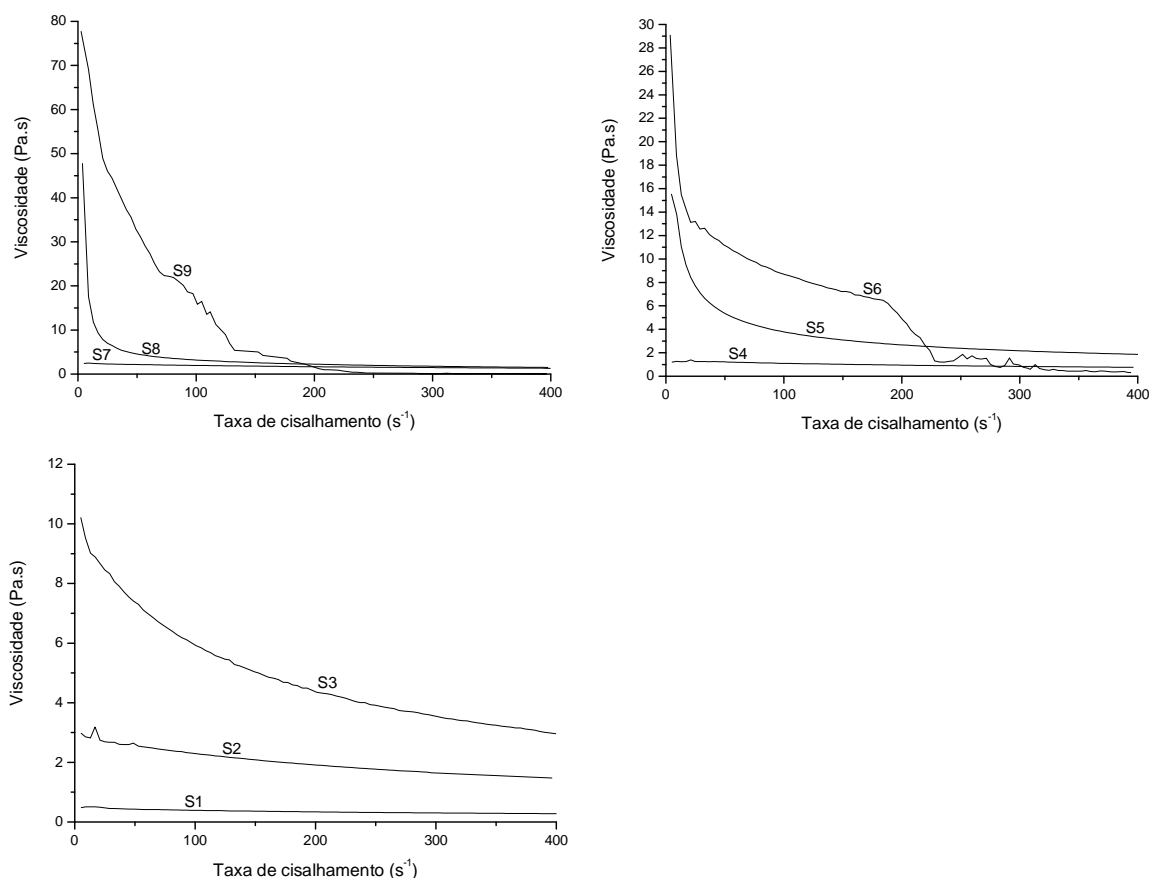 80
70
60
50
40
30
20
10
0
Viscosidade (Pa.s)
S9
S8
S7
0 100 200 300 400
Taxa de cisalhamento (s⁻¹)
30
28
26
24
22
20
18
16
14
12
10
8
6
4
2
0
Viscosidade (Pa.s)
S6
S5
S4
0 100 200 300 400
Taxa de cisalhamento (s⁻¹)
12
10
8
6
4
2
0
Viscosidade (Pa.s)
S3
S2
S1
0 100 200 300 400
Taxa de cisalhamento (s⁻¹)